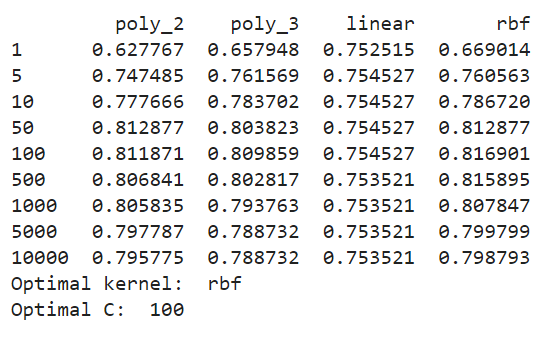 poly_2 poly_3 linear rbf
1 0.627767 0.657948 0.752515 0.669014
5 0.747485 0.761569 0.754527 0.760563
10 0.777666 0.783702 0.754527 0.786720
50 0.812877 0.803823 0.754527 0.812877
100 0.811871 0.809859 0.754527 0.816901
500 0.806841 0.802817 0.753521 0.815895
1000 0.805835 0.793763 0.753521 0.807847
5000 0.797787 0.788732 0.753521 0.799799
10000 0.795775 0.788732 0.753521 0.798793
Optimal kernel:  rbf
Optimal C:  100